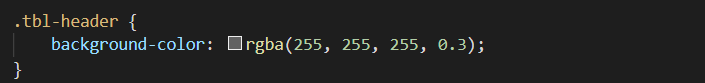 .tbl-header {
    background-color: rgba(255, 255, 255, 0.3);
}